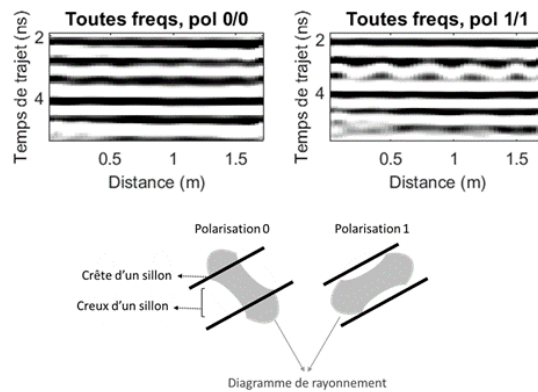 Toutes freqs, pol 0/0
Temps de trajet (ns)
2
4
0.5
1
1.5
Distance (m)
Toutes freqs, pol 1/1
Temps de trajet (ns)
2
4
0.5
1
1.5
Distance (m)
Polarisation 0
Polarisation 1
Crête d'un sillon
Creux d'un sillon
Diagramme de rayonnement